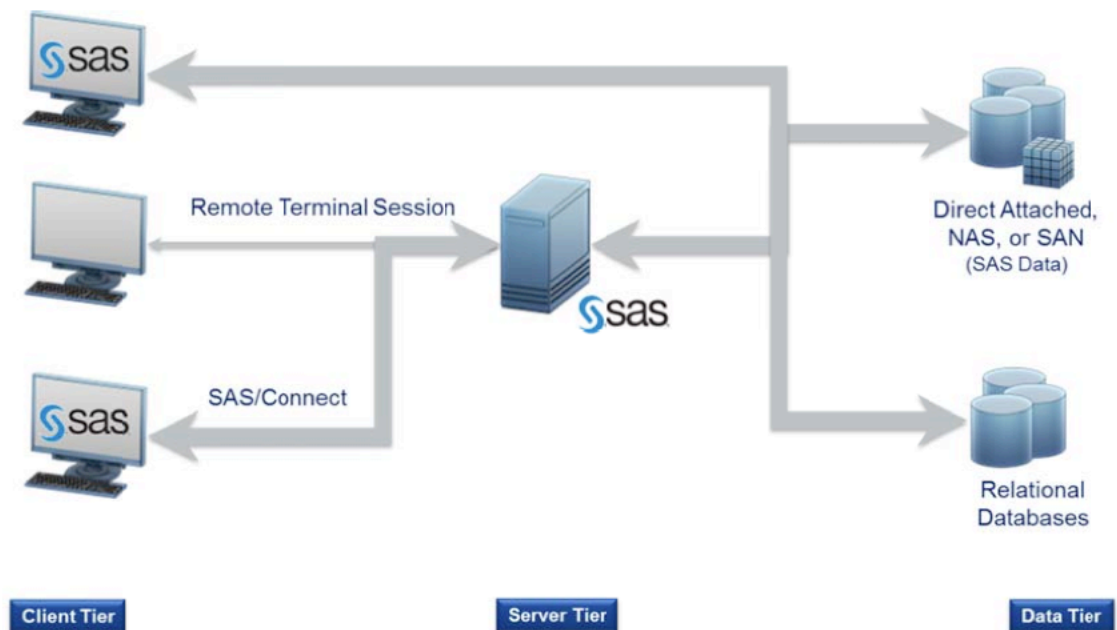 sas
Remote Terminal Session
sas
SAS/Connect
sas
Direct Attached,
NAS, or SAN
(SAS Data)
Relational
Databases
Client Tier
Server Tier
Data Tier